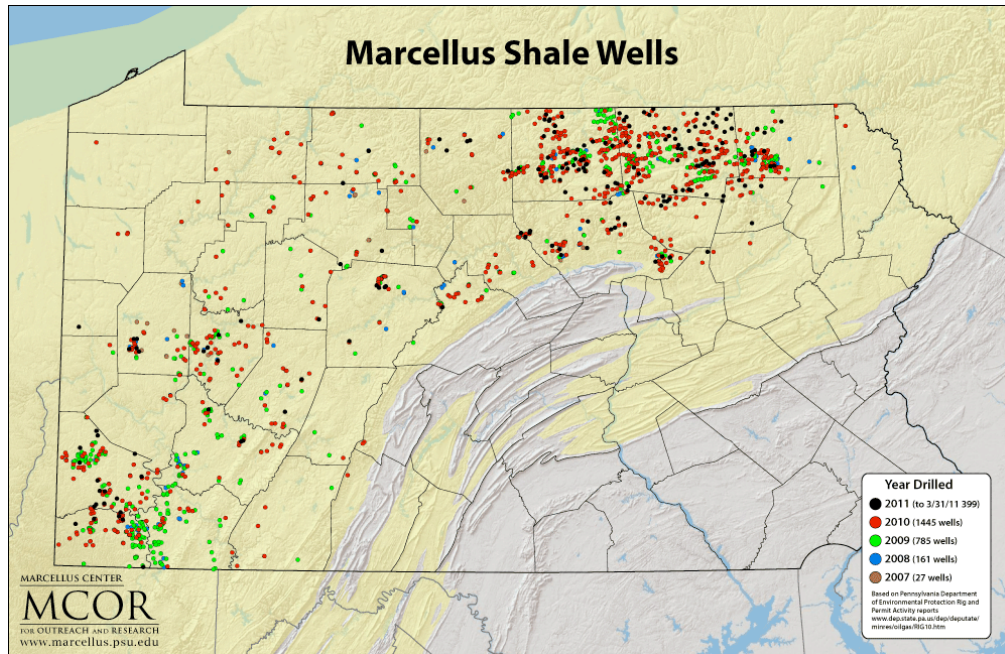 Marcellus Shale Wells
Year Drilled
2011 (to 3/31/11 399)
2010 (1445 wells)
2009 (785 wells)
2008 (161 wells)
2007 (27 wells)
Based on Pennsylvania Department
of Environmental Protection Rig and
Permit Activity reports
www.dep.state.pa.us/dep/deputate/
minres/oilgas/RIG10.htm
MARCELLUS CENTER
MCOR
FOR OUTREACH AND RESEARCH
www.marcellus.psu.edu